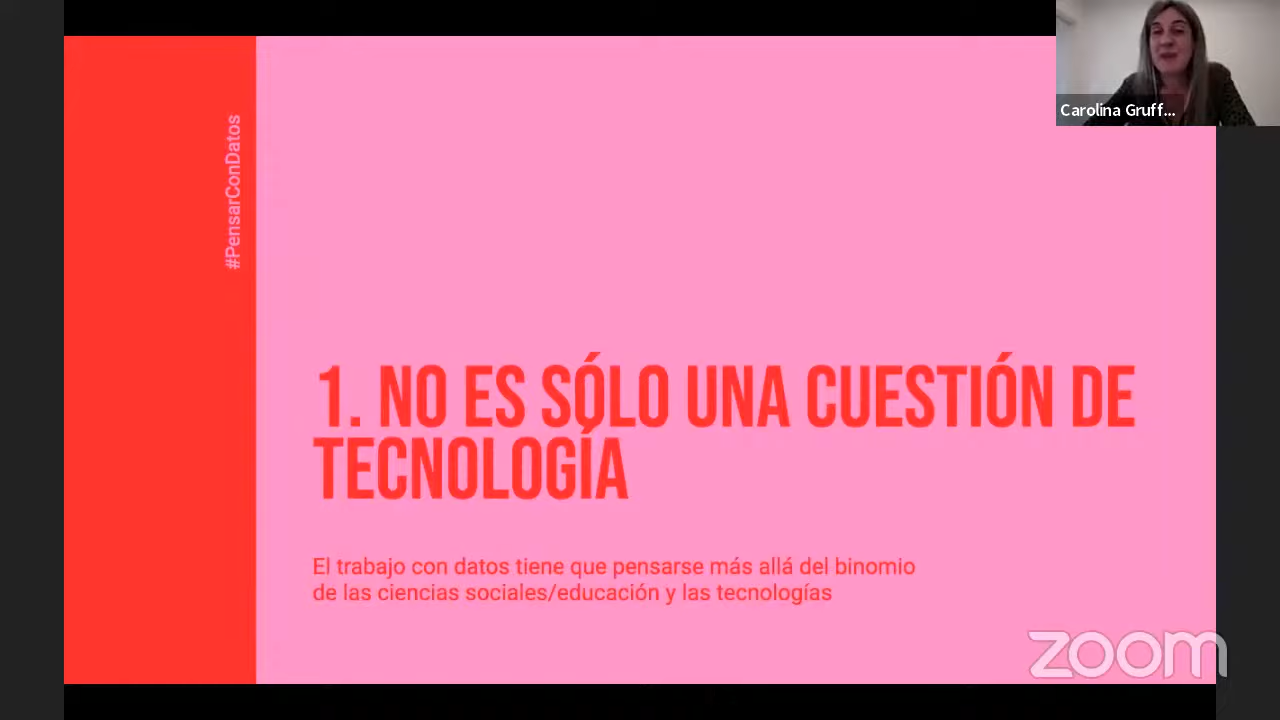 Carolina Gruff...
#PensarConDatos
1. NO ES SÓLO UNA CUESTIÓN DE
TECNOLOGÍA
El trabajo con datos tiene que pensarse más allá del binomio
de las ciencias sociales/educación y las tecnologías
zoom